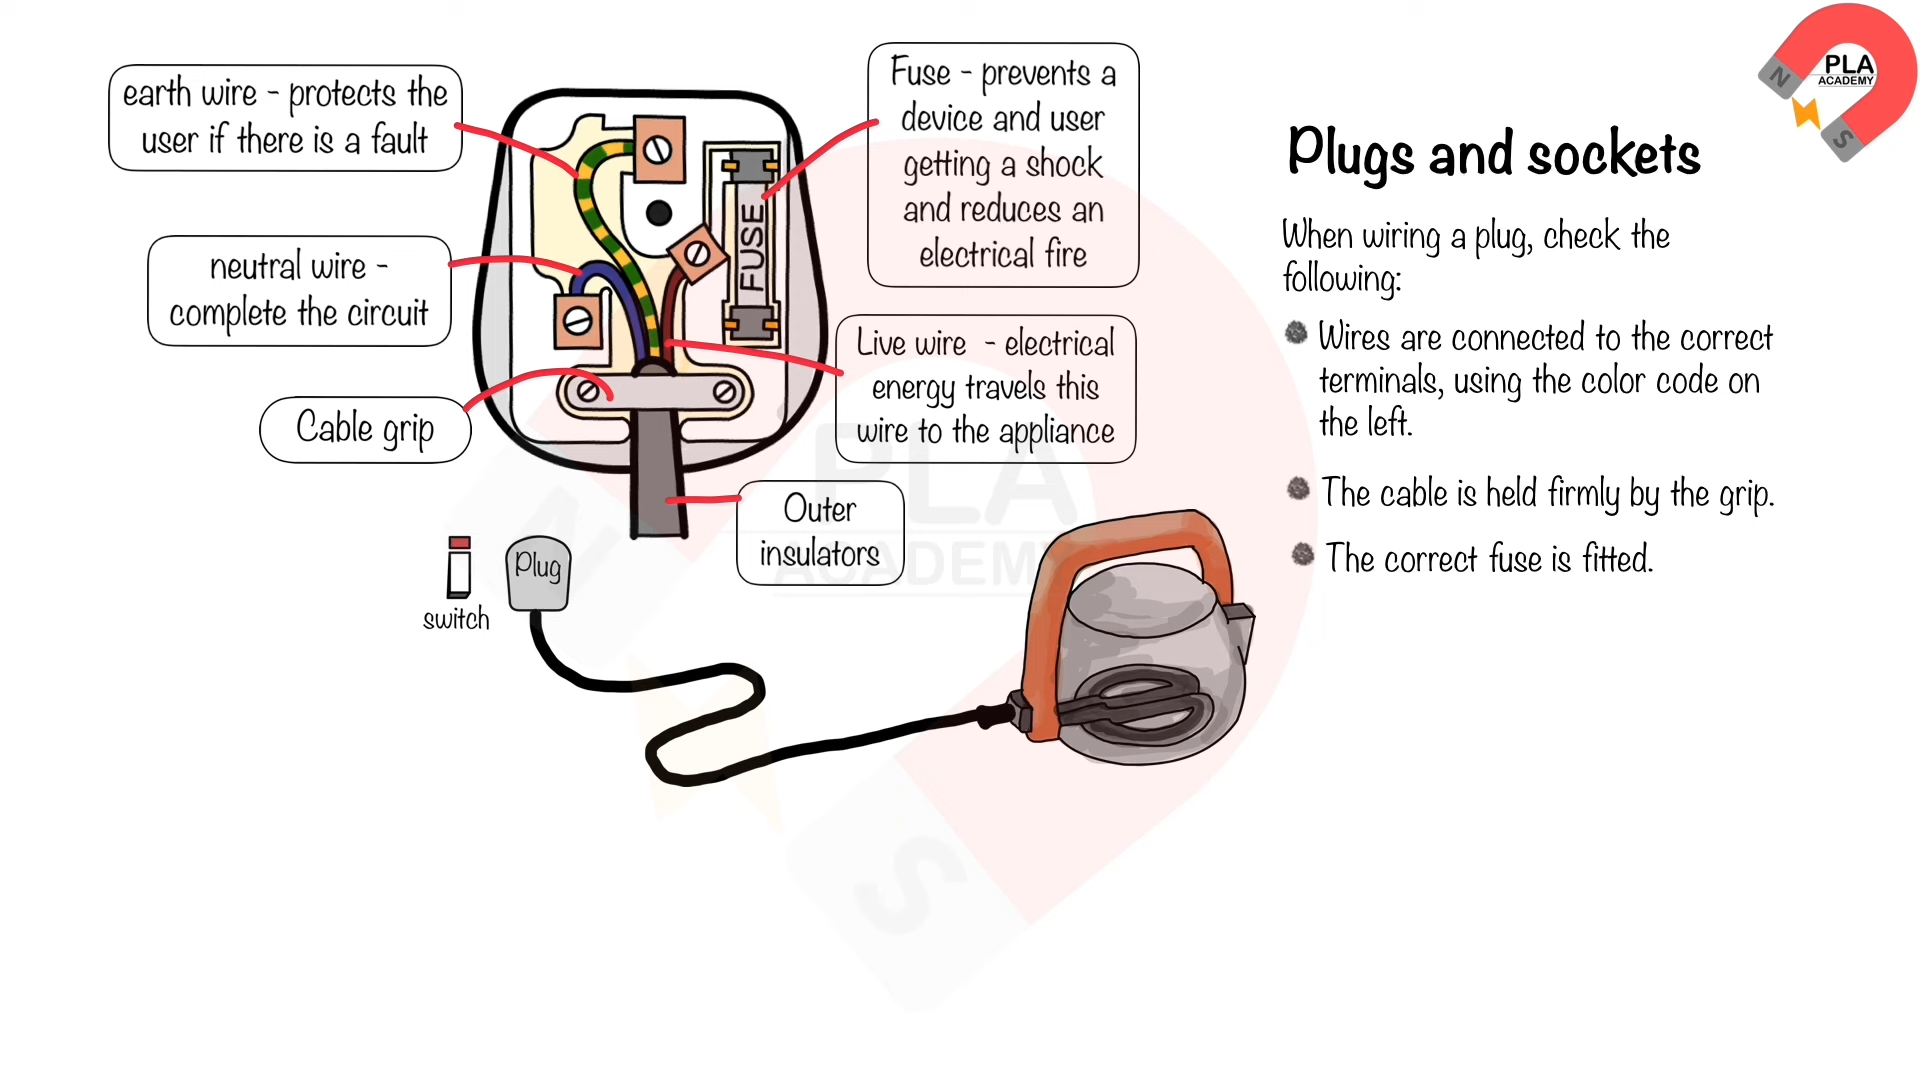 PLA
ACADEMY
N
S
Plugs and sockets
When wiring a plug, check the
following:
Wires are connected to the correct
terminals, using the color code on
the left.
The cable is held firmly by the grip.
The correct fuse is fitted.
earth wire - protects the
user if there is a fault
neutral wire -
complete the circuit
Cable grip
Fuse - prevents a
device and user
getting a shock
and reduces an
electrical fire
FUSE
Live wire - electrical
energy travels this
wire to the appliance
Outer
insulators
Plug
switch
PLA
ACADEMY
N
S